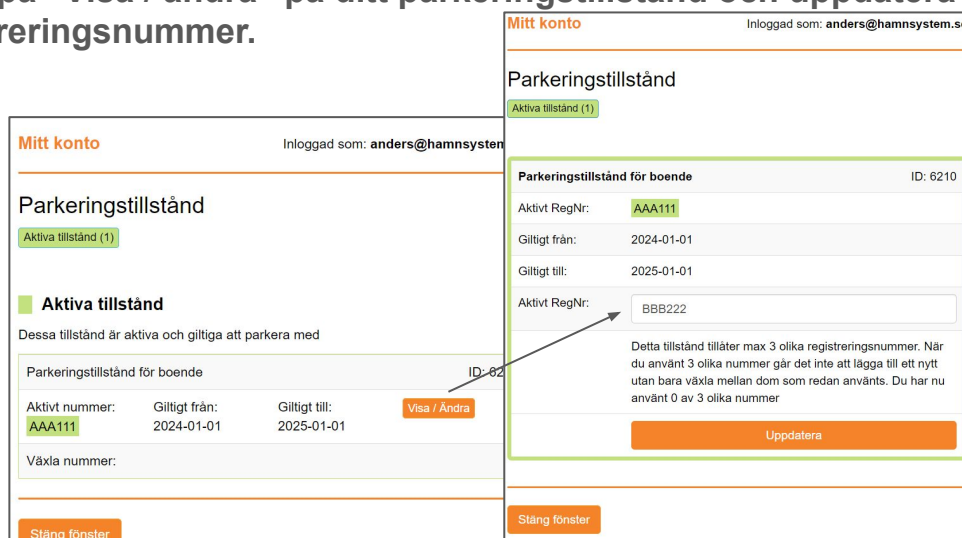 på "Visa / ändra" på ditt parkeringstillstånd och uppdatera
reringsnummer.
Mitt konto
Inloggad som: anders@hamnsystem
Parkeringstillstånd
Aktiva tillstånd (1)
Aktiva tillstånd
Dessa tillstånd är aktiva och giltiga att parkera med
Parkeringstillstånd för boende
ID: 62
Aktivt nummer:
AAA111
Giltigt från:
2024-01-01
Giltigt till:
2025-01-01
Visa / Ändra
Växla nummer:
Stäng fönster
Mitt konto
Inloggad som: anders@hamnsystem.se
Parkeringstillstånd
Aktiva tillstånd (1)
Parkeringstillstånd för boende
ID: 6210
Aktivt RegNr:
AAA111
Giltigt från:
2024-01-01
Giltigt till:
2025-01-01
Aktivt RegNr:
BBB222
Detta tillstånd tillåter max 3 olika registreringsnummer. När
du använt 3 olika nummer går det inte att lägga till ett nytt
utan bara växla mellan dom som redan använts. Du har nu
använt 0 av 3 olika nummer
Uppdatera
Stäng fönster